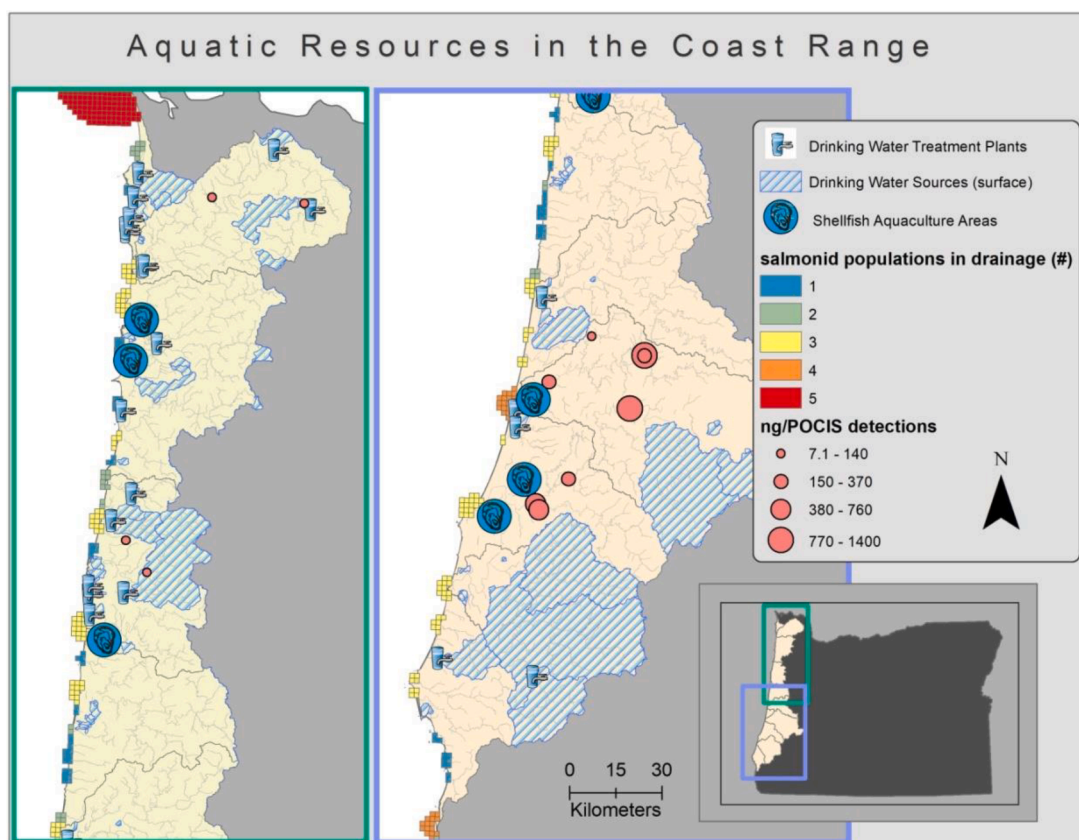 Aquatic Resources in the Coast Range
Drinking Water Treatment Plants
Drinking Water Sources (surface)
Shellfish Aquaculture Areas
salmonid populations in drainage (#)
1
2
3
4
5
ng/POCIS detections
7.1 - 140
150 - 370
380 - 760
770 - 1400
N
0 15 30
Kilometers